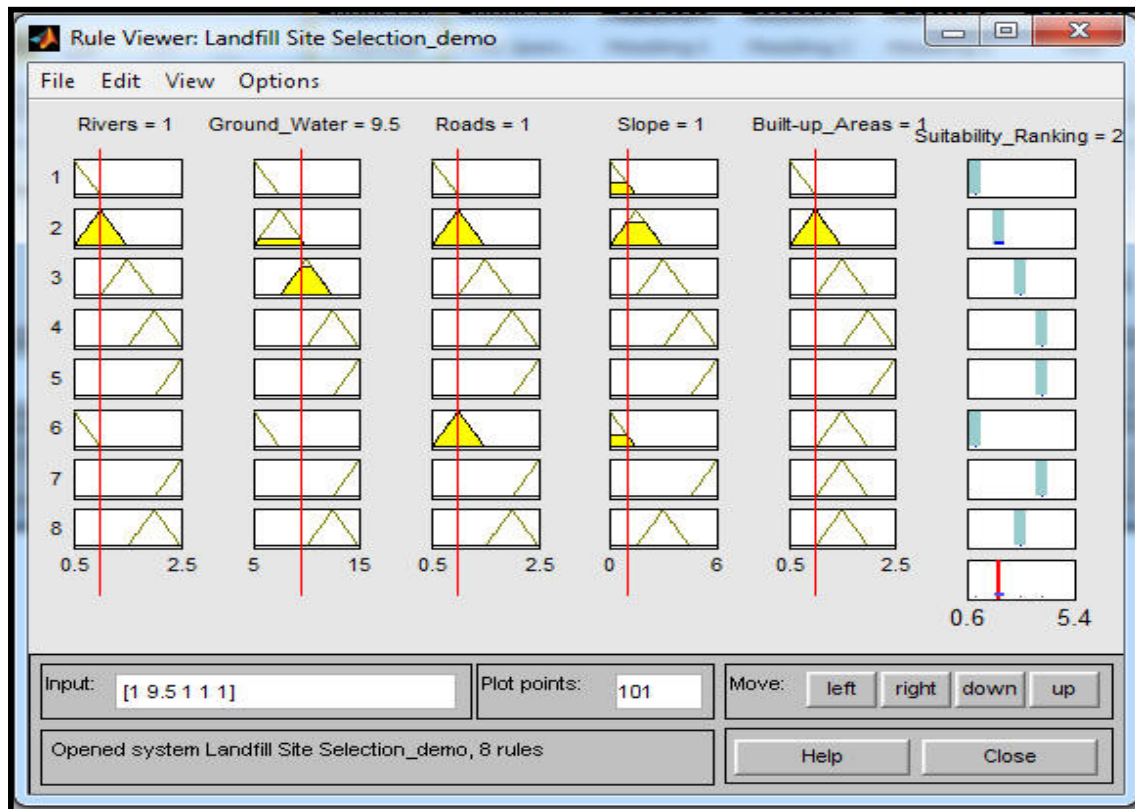 Rule Viewer: Landfill Site Selection_demo
File Edit View Options
Rivers = 1 Ground_Water = 9.5 Roads = 1 Slope = 1 Built-up_Areas = 1 Suitability_Ranking = 2
1
2
3
4
5
6
7
8
0.5 2.5 5 15 0.5 2.5 0 6 0.5 2.5
0.6 5.4
Input: [1 9.5 1 1 1] Plot points: 101 Move: left right down up
Opened system Landfill Site Selection_demo, 8 rules Help Close